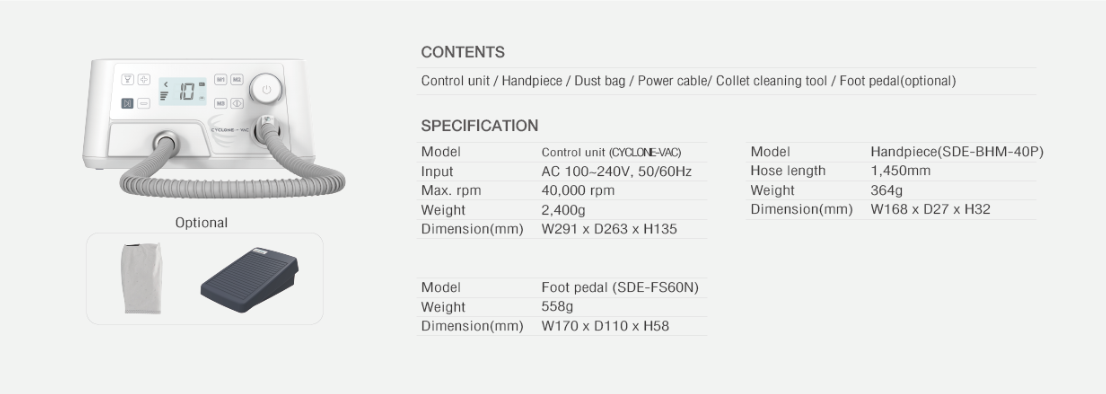 CONTENTS
Control unit / Handpiece / Dust bag / Power cable/ Collet cleaning tool / Foot pedal(optional)
SPECIFICATION
Model Control unit (CYCLONE-VAC)
Input AC 100~240V, 50/60Hz
Max. rpm 40,000 rpm
Weight 2,400g
Dimension(mm) W291 x D263 x H135
Model Handpiece(SDE-BHM-40P)
Hose length 1,450mm
Weight 364g
Dimension(mm) W168 x D27 x H32
Model Foot pedal (SDE-FS60N)
Weight 558g
Dimension(mm) W170 x D110 x H58
10
M1 M2
M3
CYCLONE - VAC
Optional